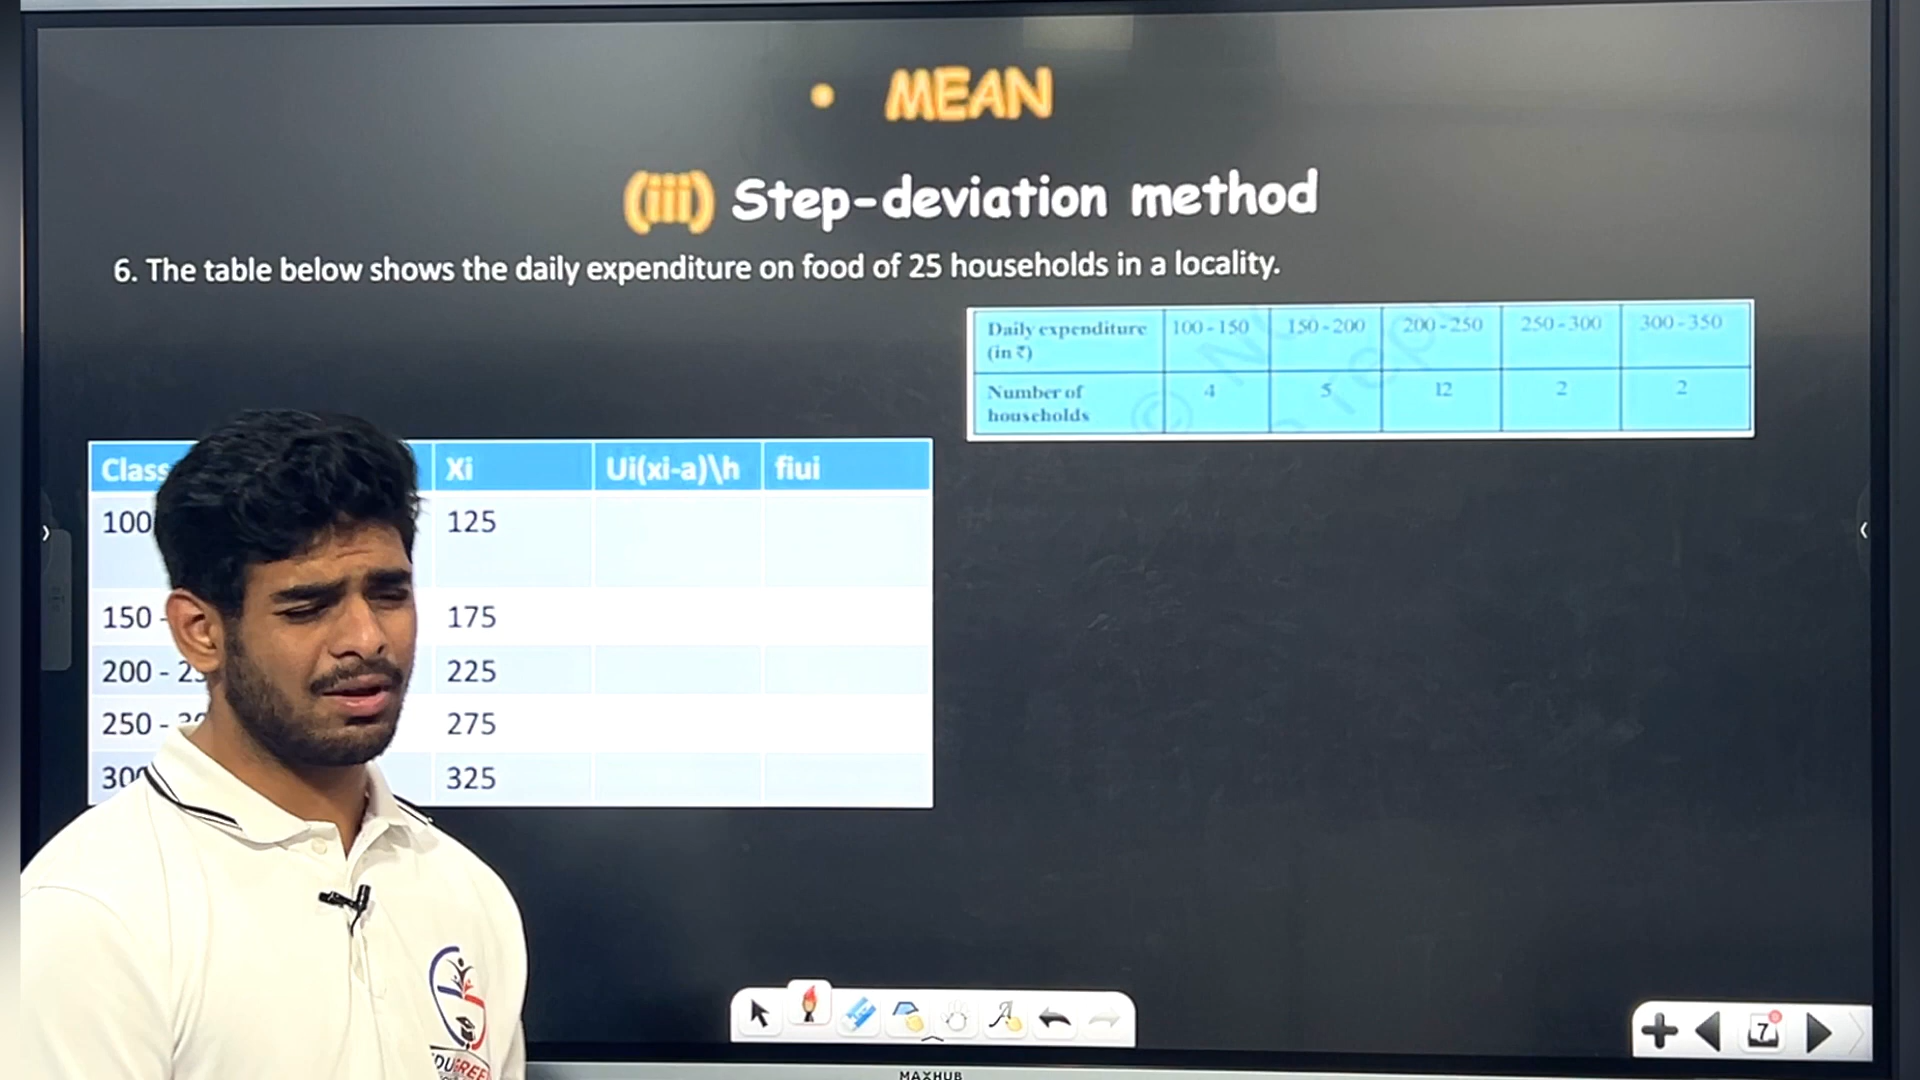 • MEAN
(iii) Step-deviation method
6. The table below shows the daily expenditure on food of 25 households in a locality.
Daily expenditure (in ₹) 100-150 150-200 200-250 250-300 300-350
Number of households 4 5 12 2 2
Class Xi Ui(xi-a)\h fiui
100 125
150 - 175
200 - 225
250 - 275
325
7
MAXHUB